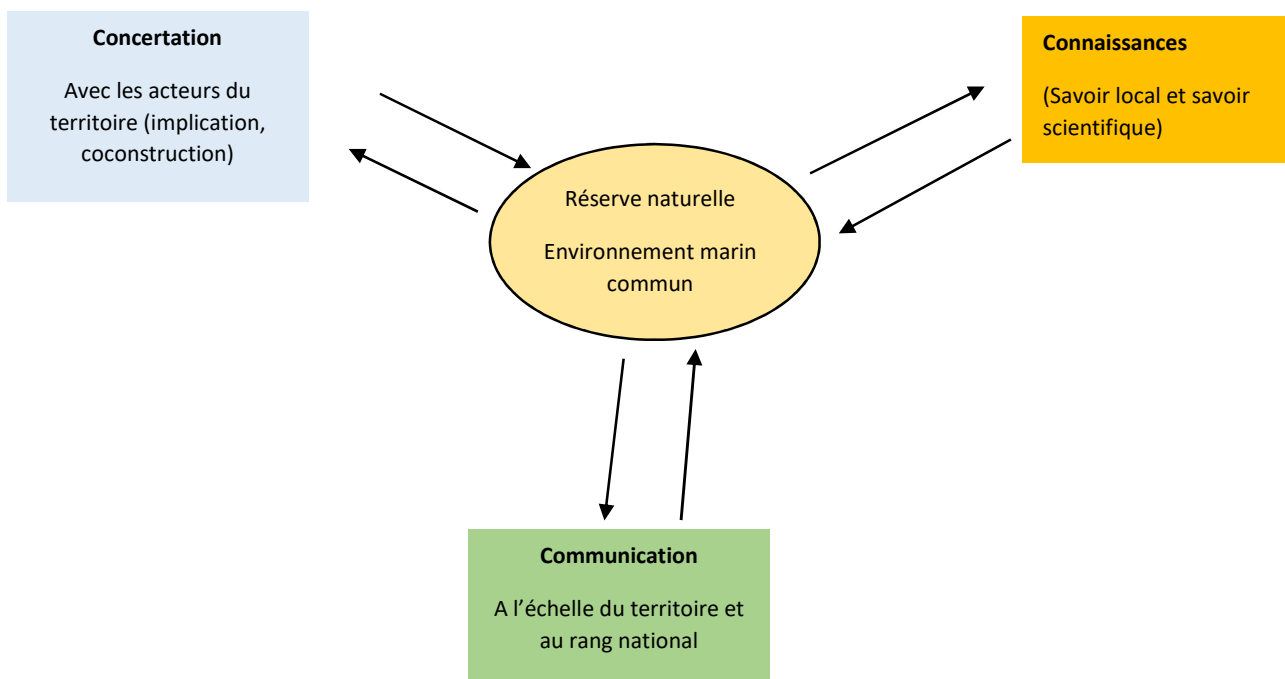 Concertation
Avec les acteurs du
territoire (implication,
coconstruction)
Connaissances
(Savoir local et savoir
scientifique)
Réserve naturelle
Environnement marin
commun
Communication
A l’échelle du territoire et
au rang national